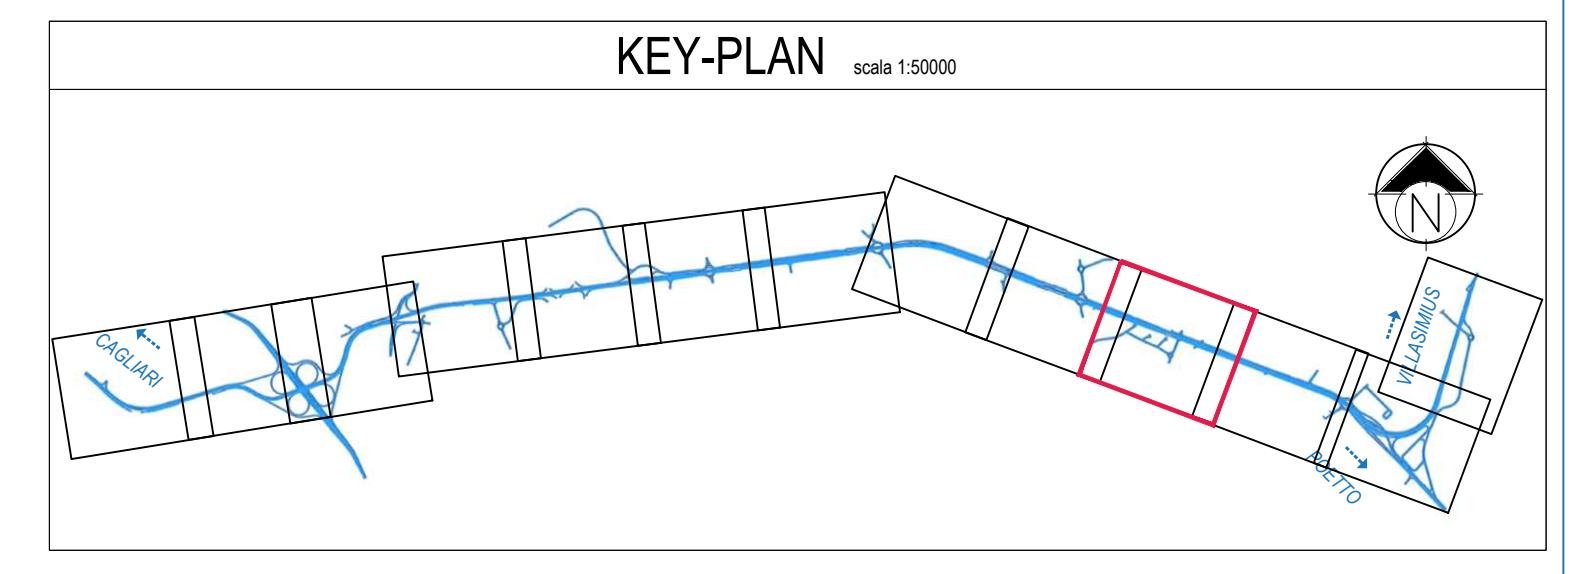 KEY-PLAN scala 1:50000
CAGLIARI
N
VILLASIMIUS
POETTO